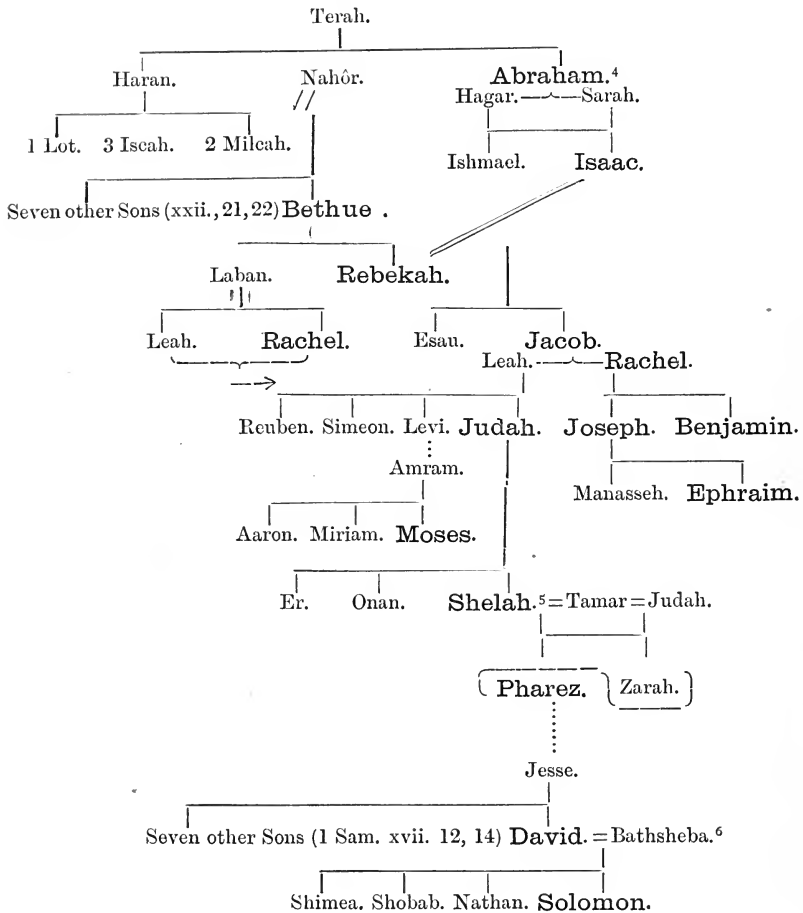 Terah.
Haran. Nahôr. Abraham.⁴
Hagar. Sarah.
1 Lot. 3 Iscah. 2 Milcah. Ishmael. Isaac.
Seven other Sons (xxii., 21, 22) Bethue .
Laban. Rebekah.
Leah. Rachel. Esau. Jacob.
Leah. Rachel.
Reuben. Simeon. Levi. Judah. Joseph. Benjamin.
Amram.
Manasseh. Ephraim.
Aaron. Miriam. Moses.
Er. Onan. Shelah.⁵=Tamar=Judah.
Pharez. Zarah.
Jesse.
Seven other Sons (1 Sam. xvii. 12, 14) David.=Bathsheba.⁶
Shimea. Shobab. Nathan. Solomon.